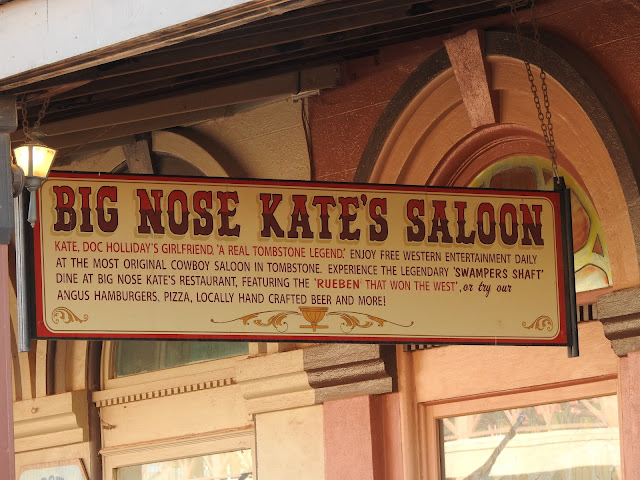 BIG NOSE KATE'S SALOON
KATE, DOC HOLLIDAY'S GIRLFRIEND, 'A REAL TOMBSTONE LEGEND.' ENJOY FREE WESTERN ENTERTAINMENT DAILY
AT THE MOST ORIGINAL COWBOY SALOON IN TOMBSTONE. EXPERIENCE THE LEGENDARY 'SWAMPERS SHAFT'
DINE AT BIG NOSE KATE'S RESTAURANT, FEATURING THE 'RUEBEN' THAT WON THE WEST', or try our
ANGUS HAMBURGERS, PIZZA, LOCALLY HAND CRAFTED BEER AND MORE!